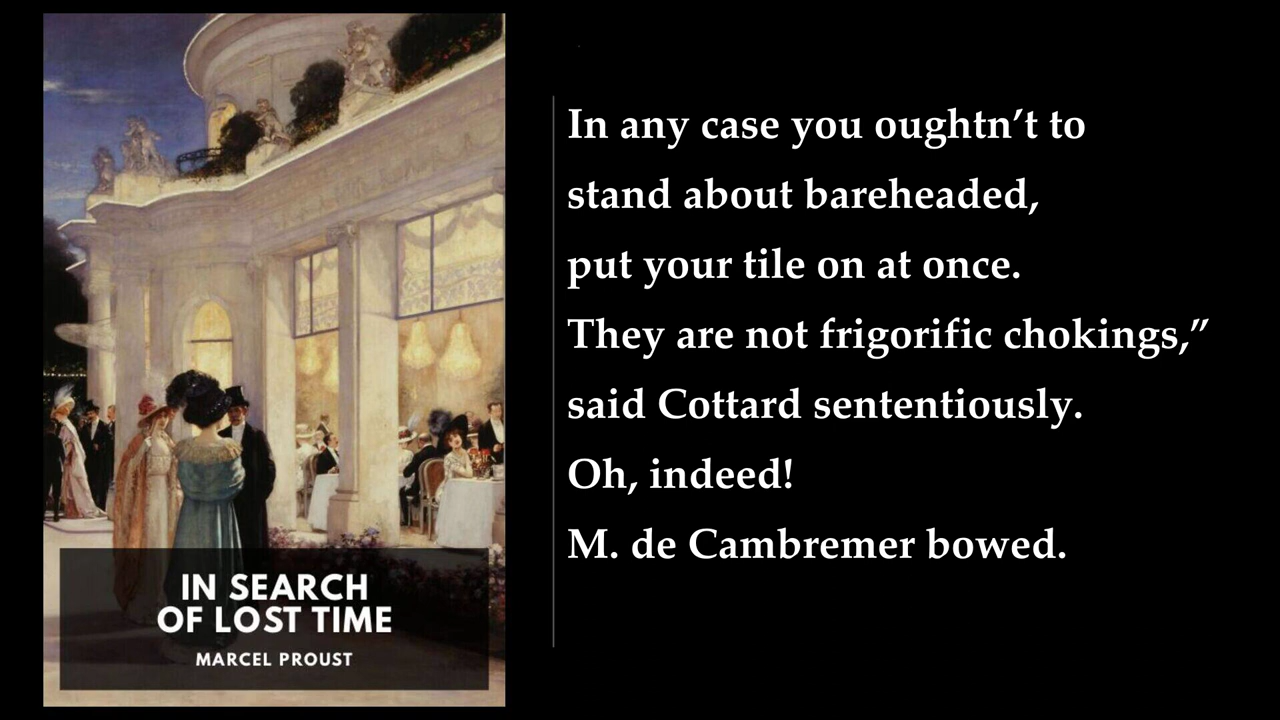 In any case you oughtn’t to
stand about bareheaded,
put your tile on at once.
They are not frigorific chokings,”
said Cottard sententiously.
Oh, indeed!
M. de Cambremer bowed.
IN SEARCH
OF LOST TIME
MARCEL PROUST